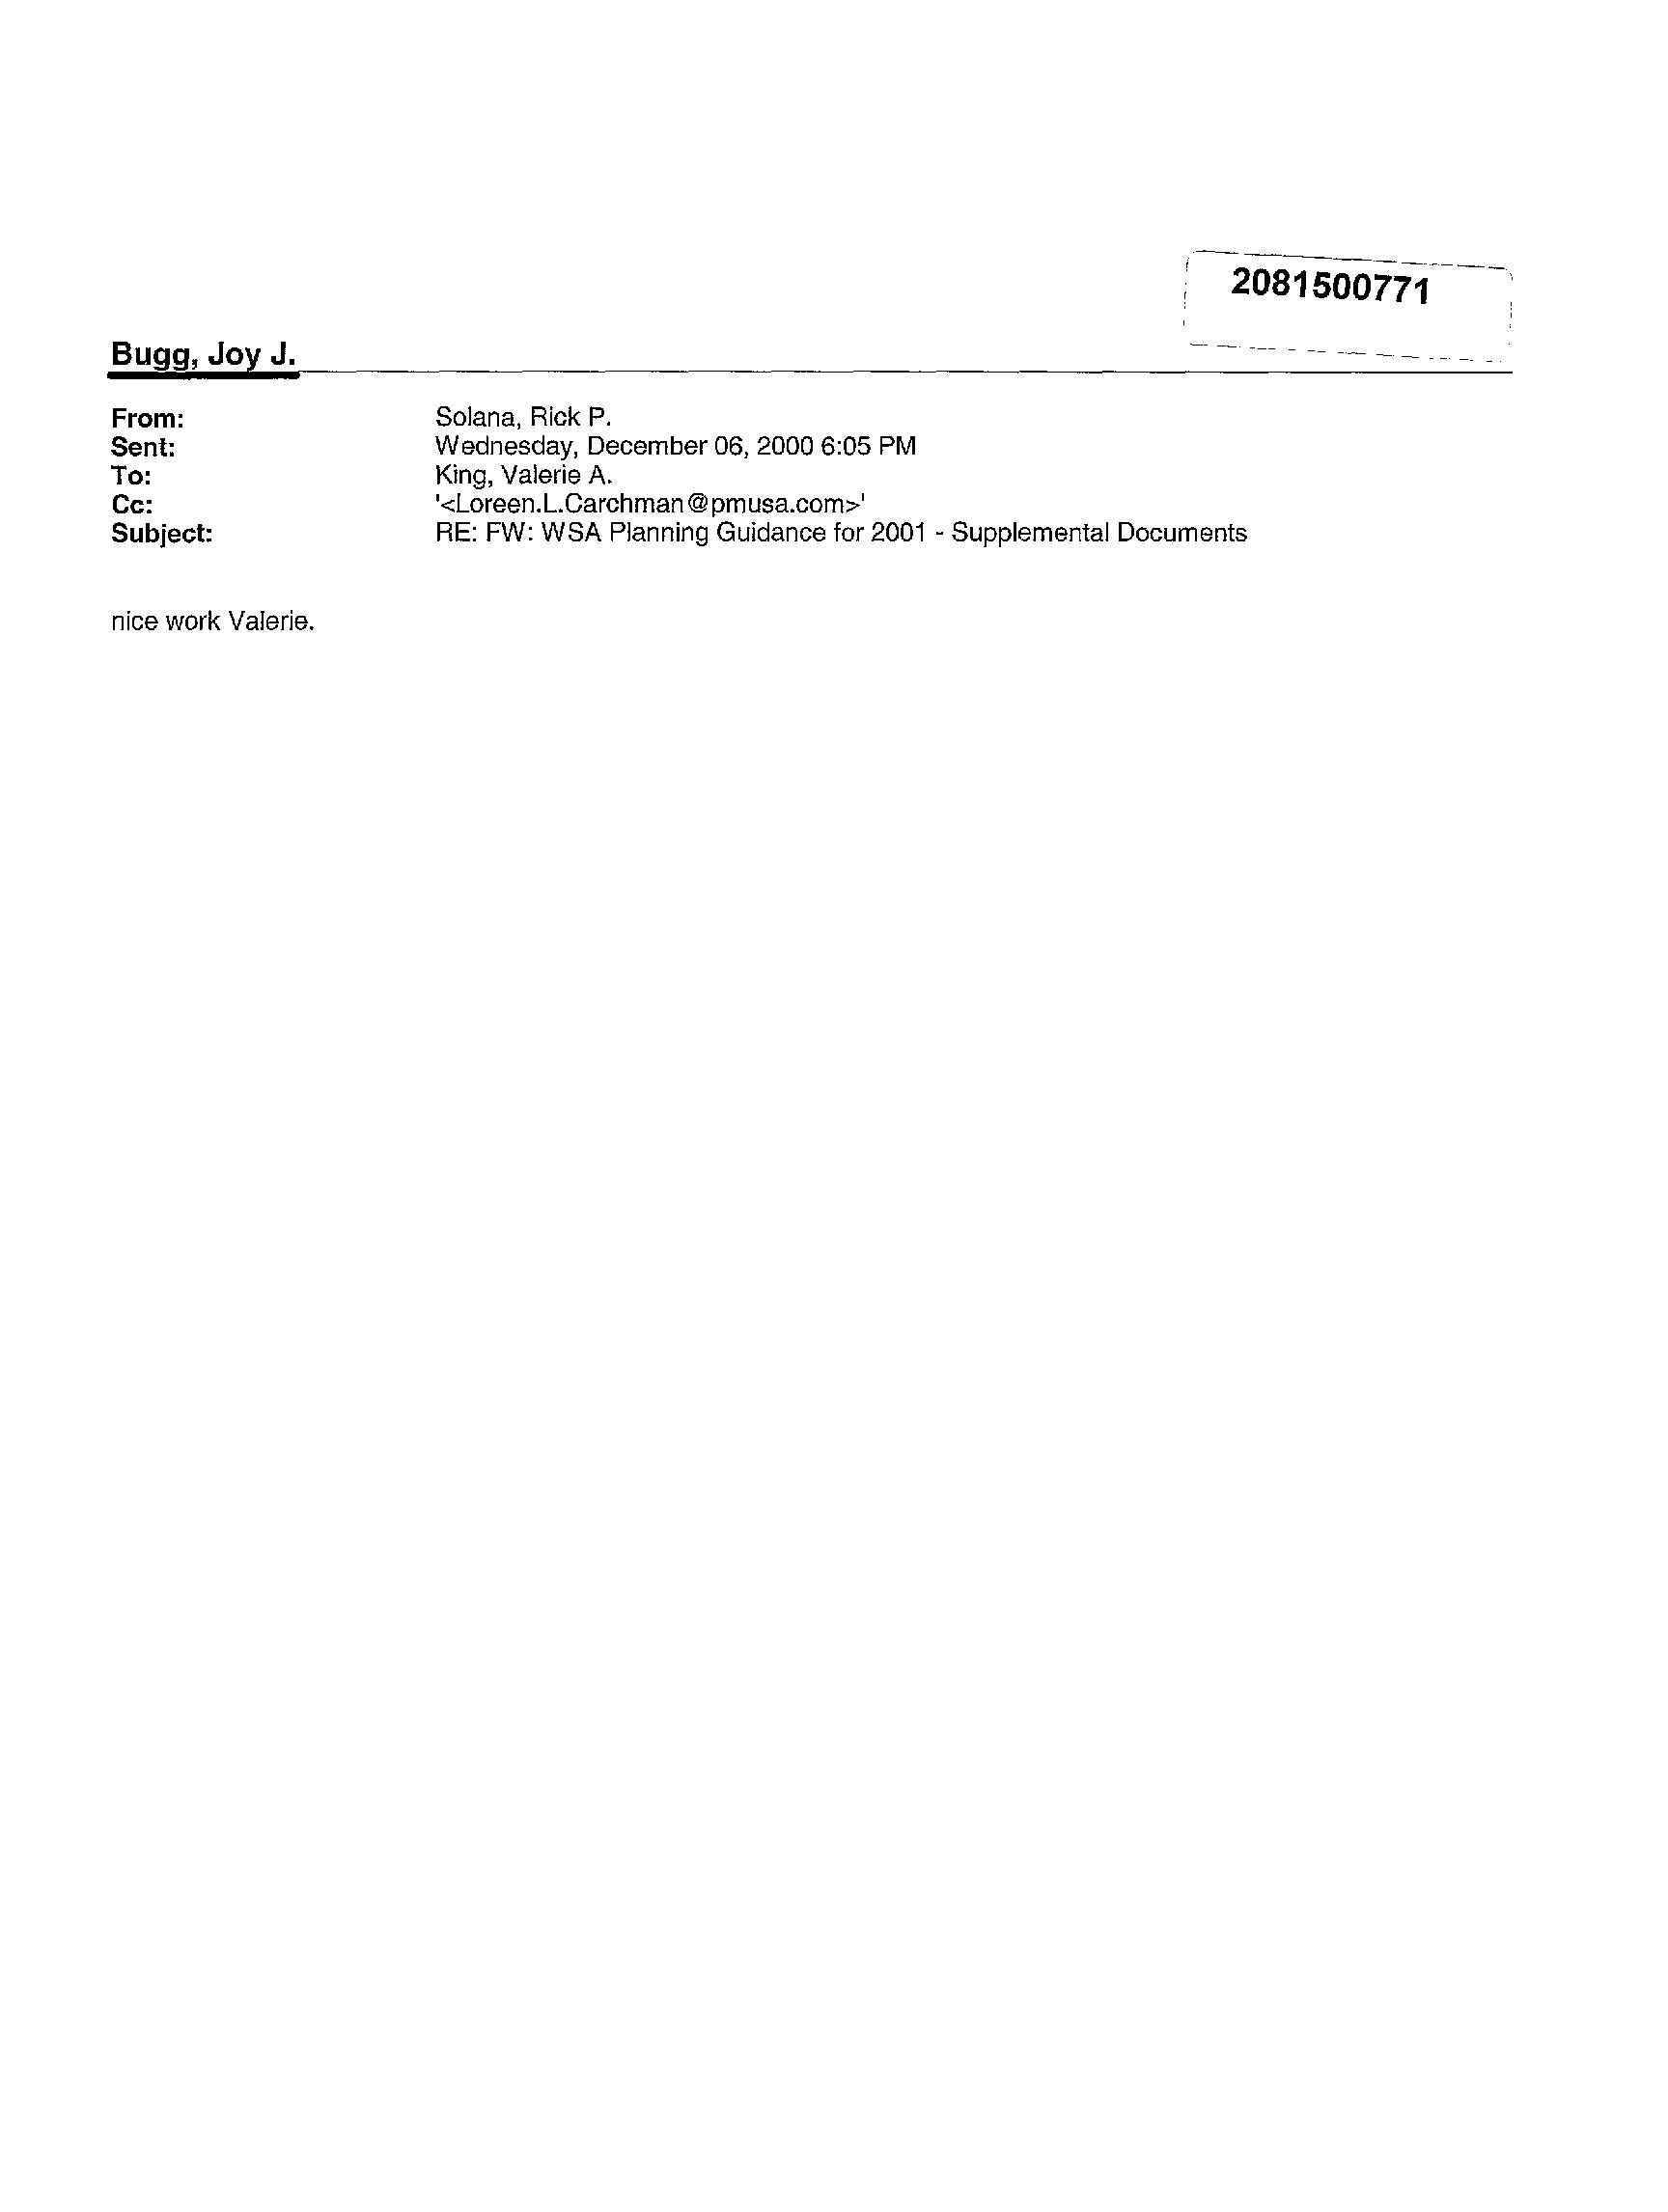 2081500771
Bugg, Joy J.
From: Solana, Rick P.
Sent: Wednesday, December 06, 2000 6:05 PM
To: King, Valerie A.
Cc: '<Loreen.L.Carchman@pmusa.com>'
Subject: RE: FW: WSA Planning Guidance for 2001 - Supplemental Documents
nice work Valerie.